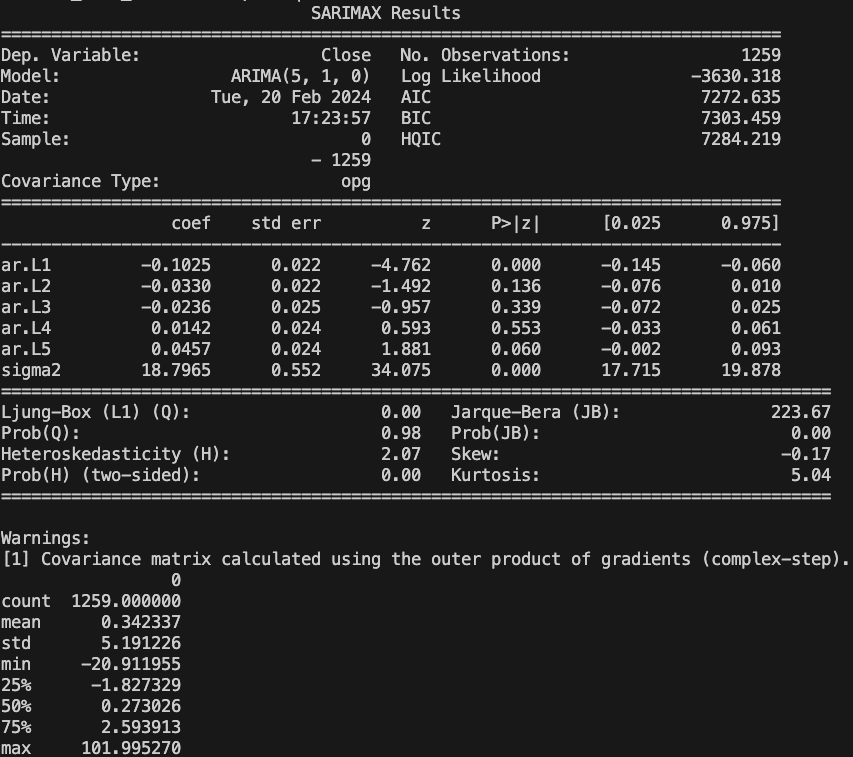 SARIMAX Results
==============================================================================
Dep. Variable: Close No. Observations: 1259
Model: ARIMA(5, 1, 0) Log Likelihood -3630.318
Date: Tue, 20 Feb 2024 AIC 7272.635
Time: 17:23:57 BIC 7303.459
Sample: 0 HQIC 7284.219
- 1259
Covariance Type: opg
==============================================================================
coef std err z P>|z| [0.025 0.975]
------------------------------------------------------------------------------
ar.L1 -0.1025 0.022 -4.762 0.000 -0.145 -0.060
ar.L2 -0.0330 0.022 -1.492 0.136 -0.076 0.010
ar.L3 -0.0236 0.025 -0.957 0.339 -0.072 0.025
ar.L4 0.0142 0.024 0.593 0.553 -0.033 0.061
ar.L5 0.0457 0.024 1.881 0.060 -0.002 0.093
sigma2 18.7965 0.552 34.075 0.000 17.715 19.878
===================================================================================
Ljung-Box (L1) (Q): 0.00 Jarque-Bera (JB): 223.67
Prob(Q): 0.98 Prob(JB): 0.00
Heteroskedasticity (H): 2.07 Skew: -0.17
Prob(H) (two-sided): 0.00 Kurtosis: 5.04
===================================================================================
Warnings:
[1] Covariance matrix calculated using the outer product of gradients (complex-step).
0
count 1259.000000
mean 0.342337
std 5.191226
min -20.911955
25% -1.827329
50% 0.273026
75% 2.593913
max 101.995270